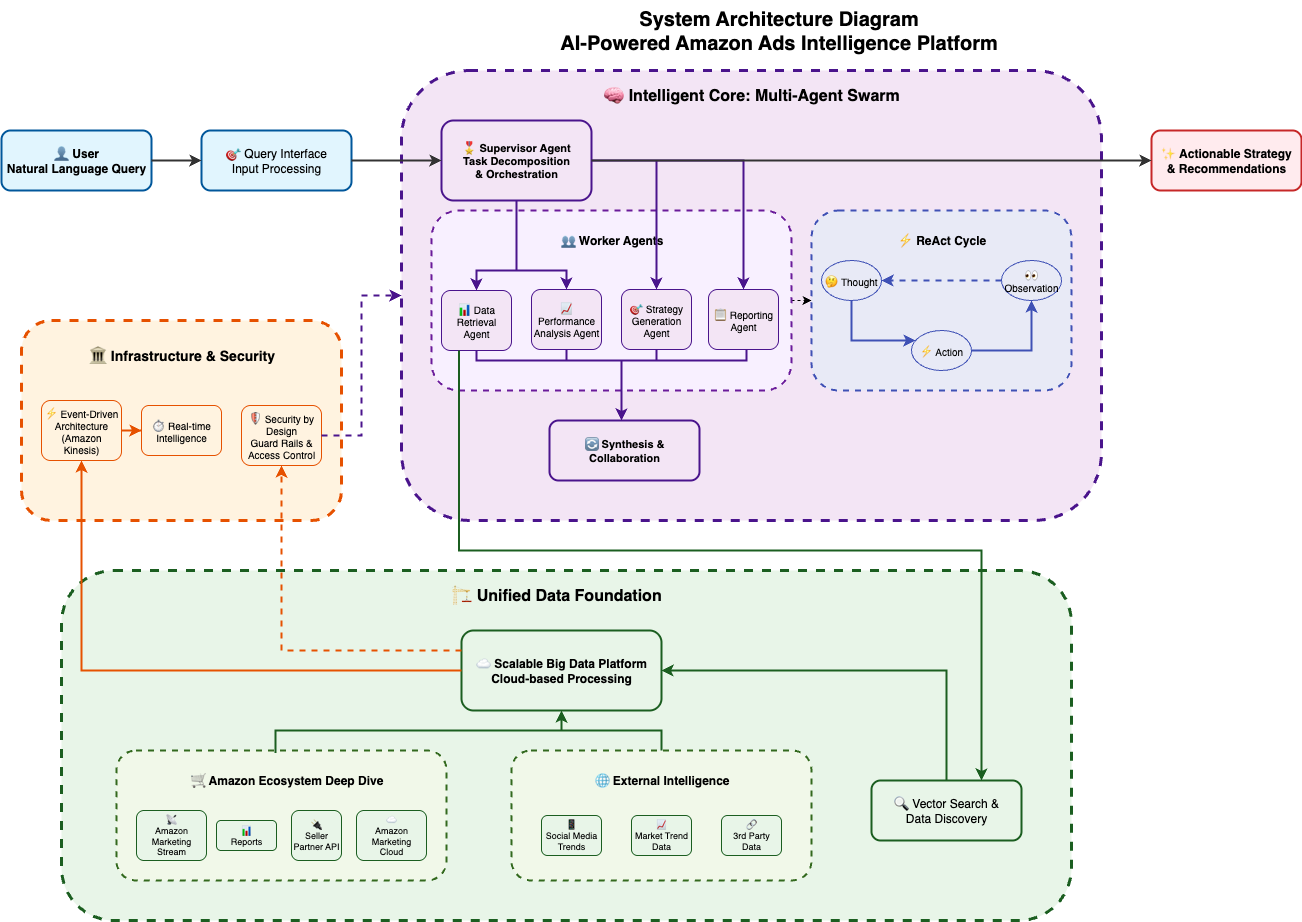 System Architecture Diagram
AI-Powered Amazon Ads Intelligence Platform
🧠 Intelligent Core: Multi-Agent Swarm
👤 User
Natural Language Query
🎯 Query Interface
Input Processing
🎖️ Supervisor Agent
Task Decomposition
& Orchestration
✨ Actionable Strategy
& Recommendations
👥 Worker Agents
📊 Data
Retrieval
Agent
📈
Performance
Analysis Agent
🎯 Strategy
Generation
Agent
📋 Reporting
Agent
⚡ ReAct Cycle
🤔 Thought
👀
Observation
⚡ Action
🔄 Synthesis &
Collaboration
🏛️ Infrastructure & Security
⚡ Event-Driven
Architecture
(Amazon
Kinesis)
⏱️ Real-time
Intelligence
🛡️ Security by
Design
Guard Rails &
Access Control
🏗️ Unified Data Foundation
☁️ Scalable Big Data Platform
Cloud-based Processing
🛒 Amazon Ecosystem Deep Dive
📡
Amazon
Marketing
Stream
📊
Reports
🔌
Seller
Partner API
☁️
Amazon
Marketing
Cloud
🌐 External Intelligence
📱
Social Media
Trends
📈
Market Trend
Data
🔗
3rd Party
Data
🔍 Vector Search &
Data Discovery